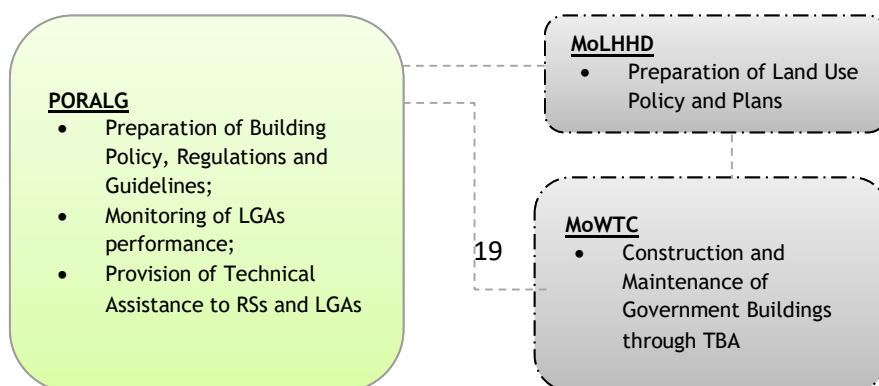 PORALG
• Preparation of Building
Policy, Regulations and
Guidelines;
• Monitoring of LGAs
performance;
• Provision of Technical
Assistance to RSs and LGAs
MoLHHD
• Preparation of Land Use
Policy and Plans
19
MoWTC
• Construction and
Maintenance of
Government Buildings
through TBA